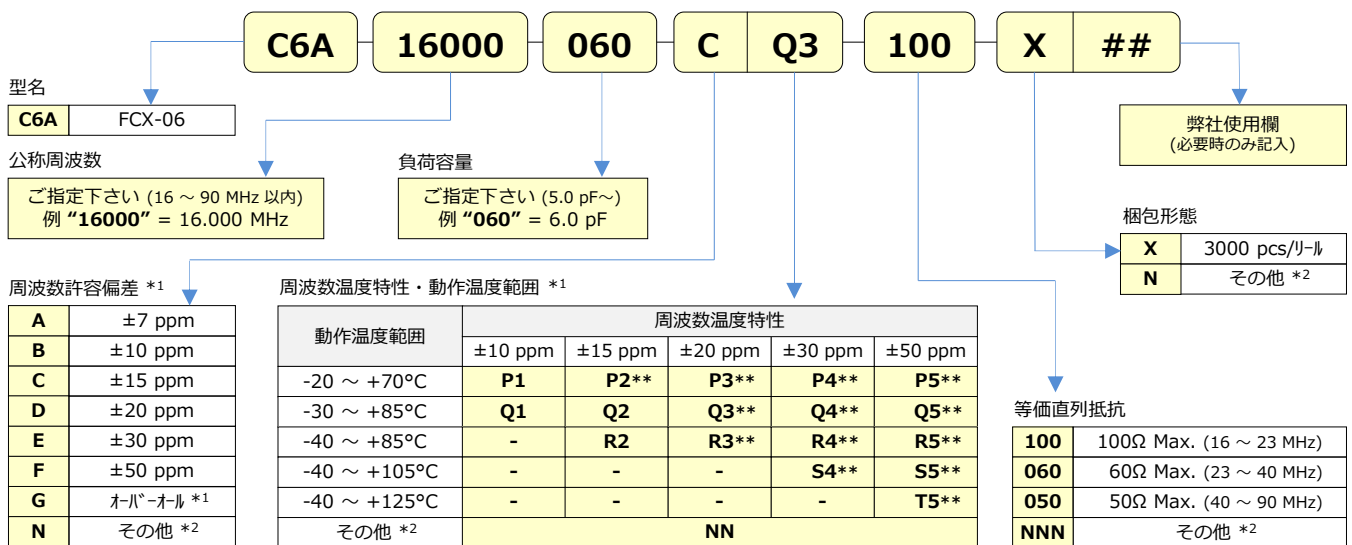 C6A 16000 060 C Q3 100 X ##
型名
C6A FCX-06
弊社使用欄
(必要時のみ記入)
公称周波数
ご指定下さい (16 ～ 90 MHz 以内)
例 “16000” = 16.000 MHz
負荷容量
ご指定下さい (5.0 pF～)
例 “060” = 6.0 pF
梱包形態
X 3000 pcs/ﾘｰﾙ
N その他 *2
周波数許容偏差 *1
A ±7 ppm
B ±10 ppm
C ±15 ppm
D ±20 ppm
E ±30 ppm
F ±50 ppm
G ｵｰﾊﾞｰｵｰﾙ *1
N その他 *2
周波数温度特性・動作温度範囲 *1
動作温度範囲 周波数温度特性
±10 ppm ±15 ppm ±20 ppm ±30 ppm ±50 ppm
-20 ～ +70°C P1 P2** P3** P4** P5**
-30 ～ +85°C Q1 Q2 Q3** Q4** Q5**
-40 ～ +85°C - R2 R3** R4** R5**
-40 ～ +105°C - - - S4** S5**
-40 ～ +125°C - - - - T5**
その他 *2 NN
等価直列抵抗
100 100Ω Max. (16 ～ 23 MHz)
060 60Ω Max. (23 ～ 40 MHz)
050 50Ω Max. (40 ～ 90 MHz)
NNN その他 *2